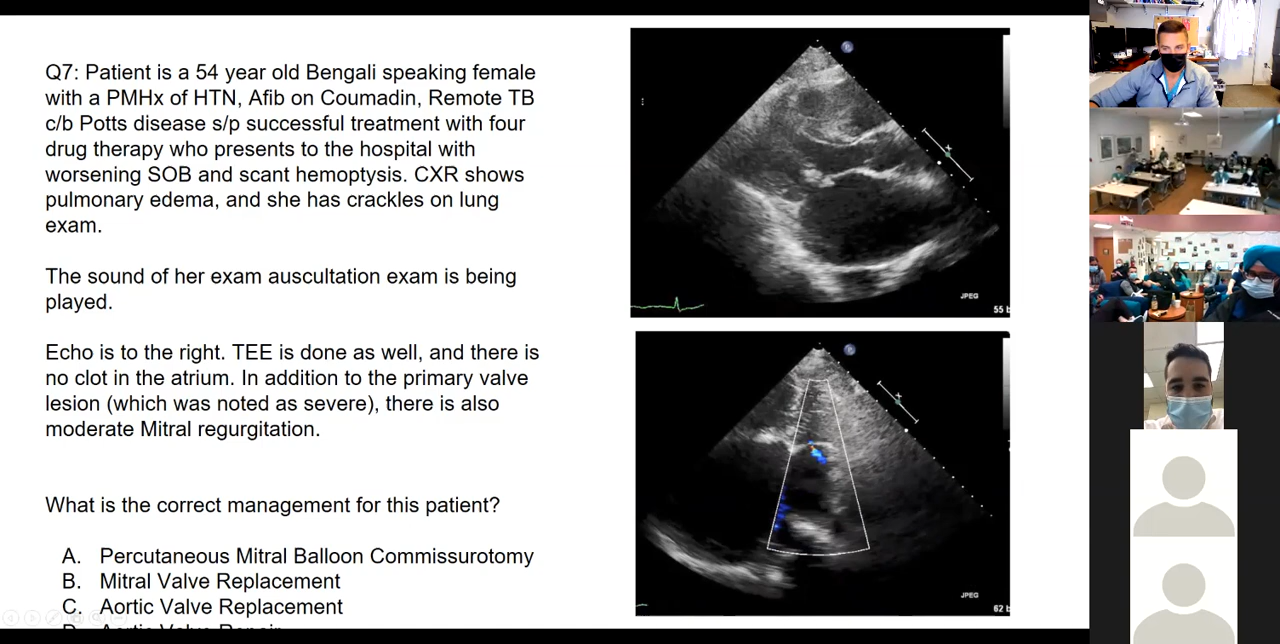 Q7: Patient is a 54 year old Bengali speaking female
with a PMHx of HTN, Afib on Coumadin, Remote TB
c/b Potts disease s/p successful treatment with four
drug therapy who presents to the hospital with
worsening SOB and scant hemoptysis. CXR shows
pulmonary edema, and she has crackles on lung
exam.
The sound of her exam auscultation exam is being
played.
Echo is to the right. TEE is done as well, and there is
no clot in the atrium. In addition to the primary valve
lesion (which was noted as severe), there is also
moderate Mitral regurgitation.
What is the correct management for this patient?
A. Percutaneous Mitral Balloon Commissurotomy
B. Mitral Valve Replacement
C. Aortic Valve Replacement
D. Aortic Valve Repair
JPEG
55 b
JPEG
62 b